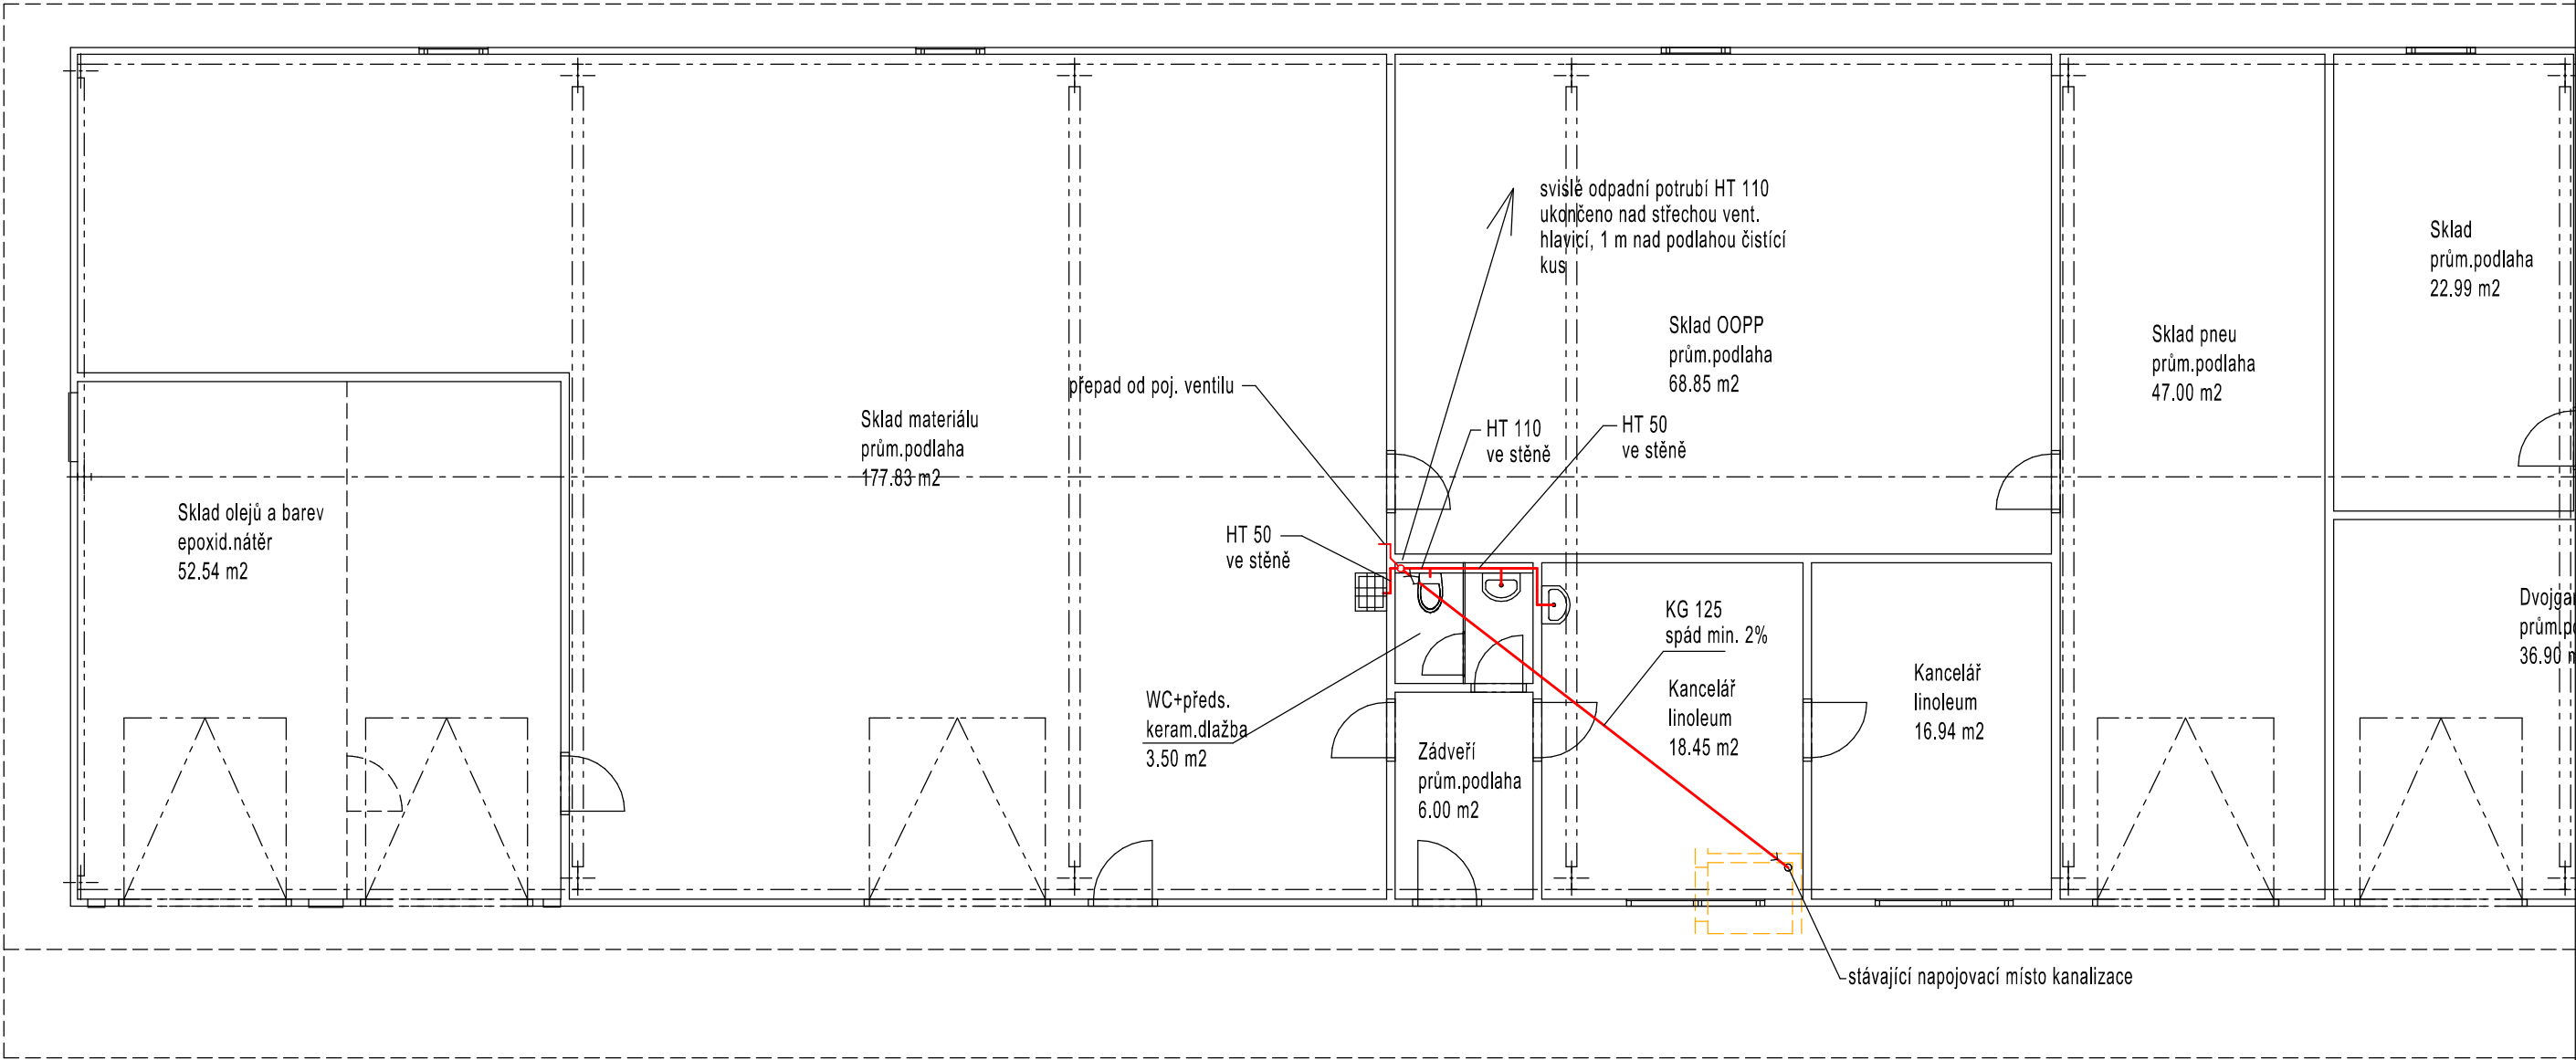 svislé odpadní potrubí HT 110
ukončeno nad střechou vent.
hlavicí, 1 m nad podlahou čistící
kus
Sklad
prům.podlaha
22.99 m2
Sklad OOPP
prům.podlaha
68.85 m2
Sklad pneu
prům.podlaha
47.00 m2
přepad od poj. ventilu
Sklad materiálu
prům.podlaha
177.83 m2
HT 110
ve stěně
HT 50
ve stěně
Sklad olejů a barev
epoxid.nátěr
52.54 m2
HT 50
ve stěně
KG 125
spád min. 2%
Dvojga
prům.p
36.90
WC+předs.
keram.dlažba
3.50 m2
Kancelář
linoleum
18.45 m2
Kancelář
linoleum
16.94 m2
Zádveří
prům.podlaha
6.00 m2
stávající napojovací místo kanalizace